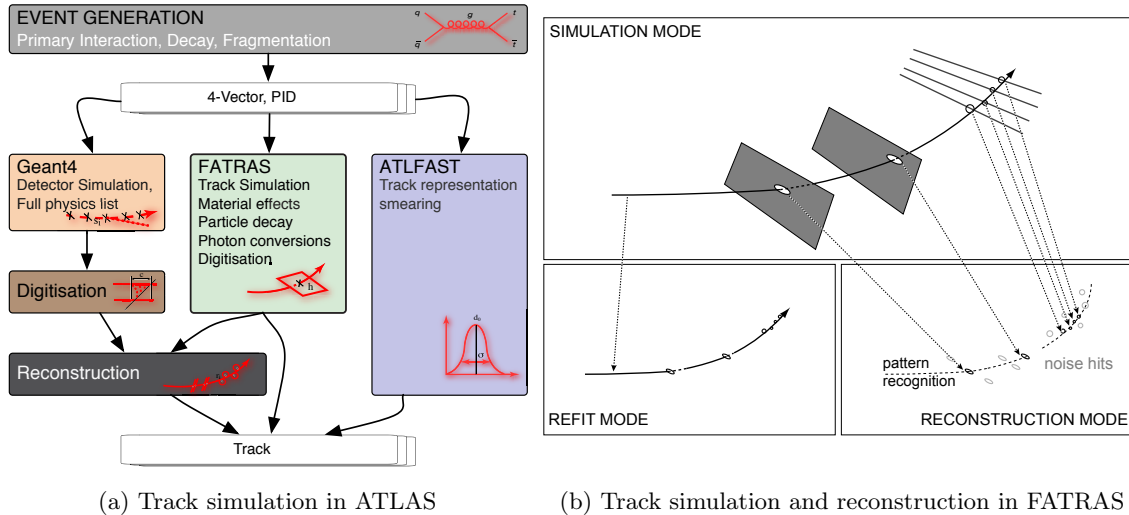 EVENT GENERATION
Primary Interaction, Decay, Fragmentation
q
g
t
q̅
t̅
4-Vector, PID
Geant4
Detector Simulation,
Full physics list
s_i
FATRAS
Track Simulation
Material effects
Particle decay
Photon conversions
Digitisation
h
ATLFAST
Track representation
smearing
d₀
σ
Digitisation
c
Reconstruction
Track
(a) Track simulation in ATLAS
SIMULATION MODE
REFIT MODE
pattern
recognition
noise hits
RECONSTRUCTION MODE
(b) Track simulation and reconstruction in FATRAS